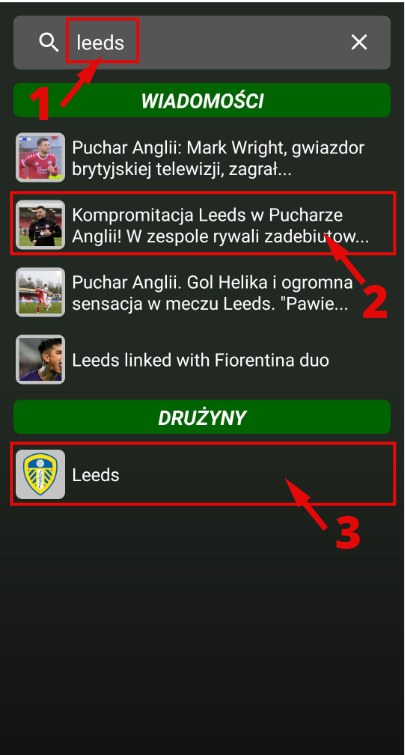 leeds
1
WIADOMOŚCI
Puchar Anglii: Mark Wright, gwiazdor
brytyjskiej telewizji, zagrał...
Kompromitacja Leeds w Pucharze
Anglii! W zespole rywali zadebiutow...
Puchar Anglii. Gol Helika i ogromna
sensacja w meczu Leeds. "Pawie...
2
Leeds linked with Fiorentina duo
DRUŻYNY
Leeds
3